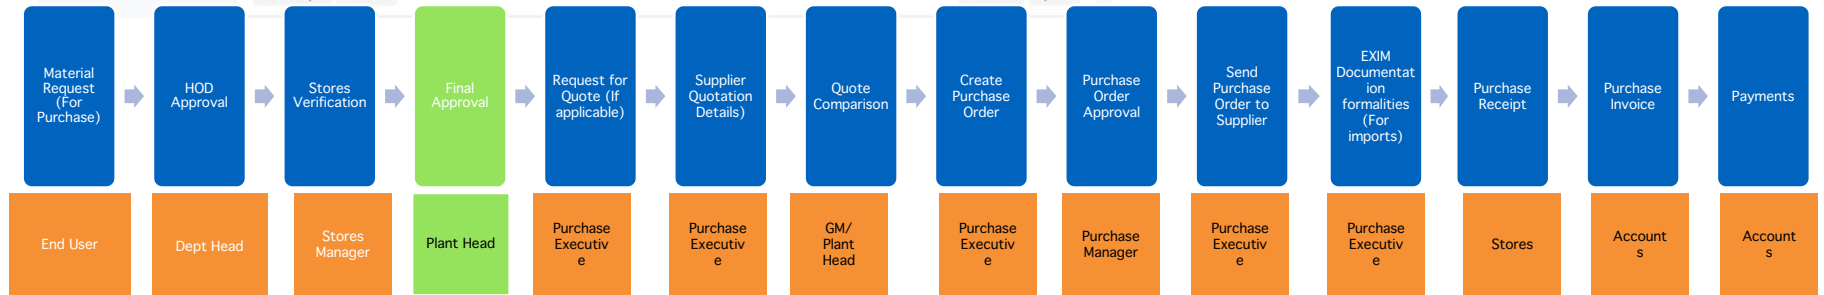 Material
Request
(For
Purchase)
HOD
Approval
Stores
Verification
Final
Approval
Request for
Quote (If
applicable)
Supplier
Quotation
Details)
Quote
Comparison
Create
Purchase
Order
Purchase
Order
Approval
Send
Purchase
Order to
Supplier
EXIM
Documentat
ion
formalities
(For
imports)
Purchase
Receipt
Purchase
Invoice
Payments
End User
Dept Head
Stores
Manager
Plant Head
Purchase
Executiv
e
Purchase
Executiv
e
GM/
Plant
Head
Purchase
Executiv
e
Purchase
Manager
Purchase
Executiv
e
Purchase
Executiv
e
Stores
Account
s
Account
s